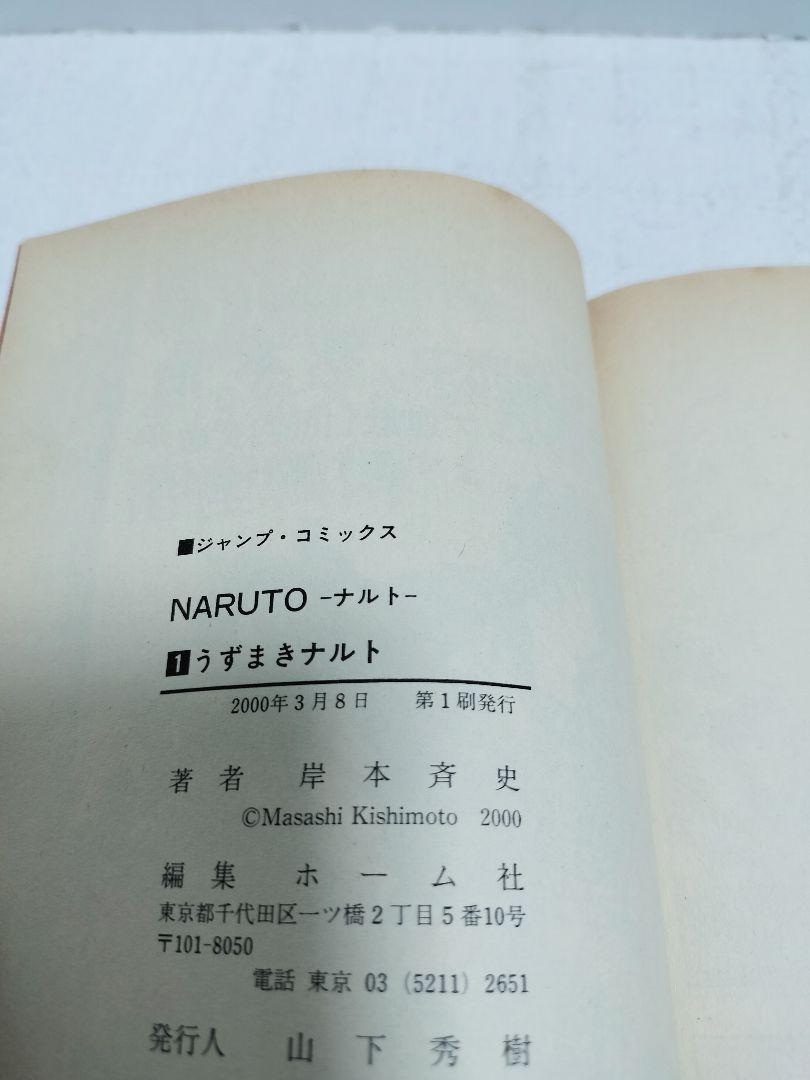 ■ジャンプ・コミックス
NARUTO -ナルト-
1 うずまきナルト
2000年3月8日 第1刷発行
著者 岸本斉史
©Masashi Kishimoto 2000
編集 ホーム社
東京都千代田区一ツ橋2丁目5番10号
〒101-8050
電話 東京 03 (5211) 2651
発行人 山下秀樹